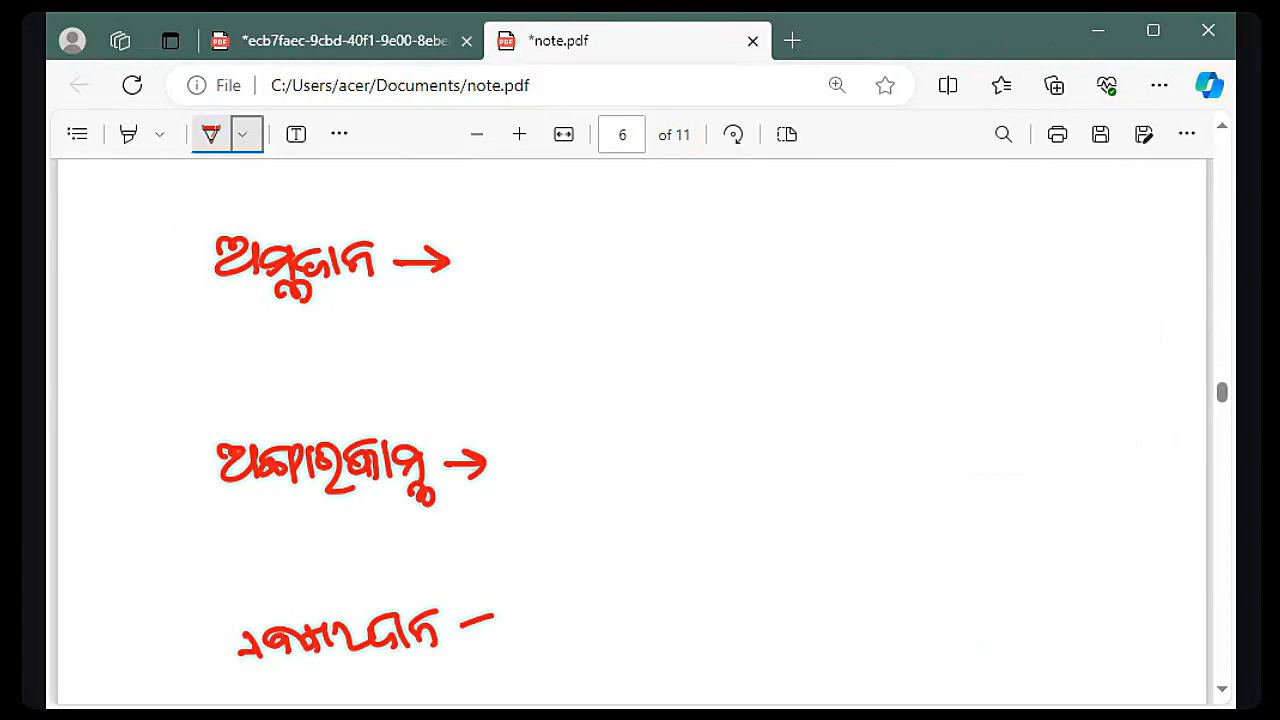 *ecb7faec-9cbd-40f1-9e00-8ebe
*note.pdf
File C:/Users/acer/Documents/note.pdf
6 of 11
ଅମ୍ଳଜାନ →
ଅଙ୍ଗାରକାମ୍ଳ →